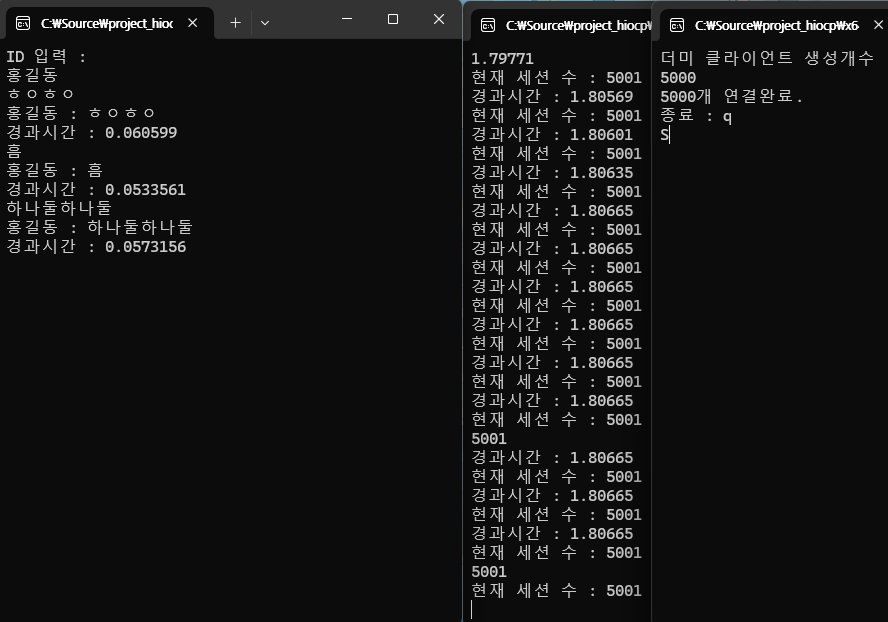 C:\Source\project_hioc
ID 입력 :
홍길동
ㅎㅇㅎㅇ
홍길동 : ㅎㅇㅎㅇ
경과시간 : 0.060599
흠
홍길동 : 흠
경과시간 : 0.0533561
하나둘하나둘
홍길동 : 하나둘하나둘
경과시간 : 0.0573156
C:\Source\project_hiocp\
1.79771
현재 세션 수 : 5001
경과시간 : 1.80569
현재 세션 수 : 5001
경과시간 : 1.80601
현재 세션 수 : 5001
경과시간 : 1.80635
현재 세션 수 : 5001
경과시간 : 1.80665
현재 세션 수 : 5001
경과시간 : 1.80665
현재 세션 수 : 5001
경과시간 : 1.80665
현재 세션 수 : 5001
경과시간 : 1.80665
현재 세션 수 : 5001
경과시간 : 1.80665
현재 세션 수 : 5001
경과시간 : 1.80665
현재 세션 수 : 5001
5001
경과시간 : 1.80665
현재 세션 수 : 5001
경과시간 : 1.80665
현재 세션 수 : 5001
경과시간 : 1.80665
현재 세션 수 : 5001
5001
현재 세션 수 : 5001
C:\Source\project_hiocp\x6
더미 클라이언트 생성개수
5000
5000개 연결완료.
종료 : q
S